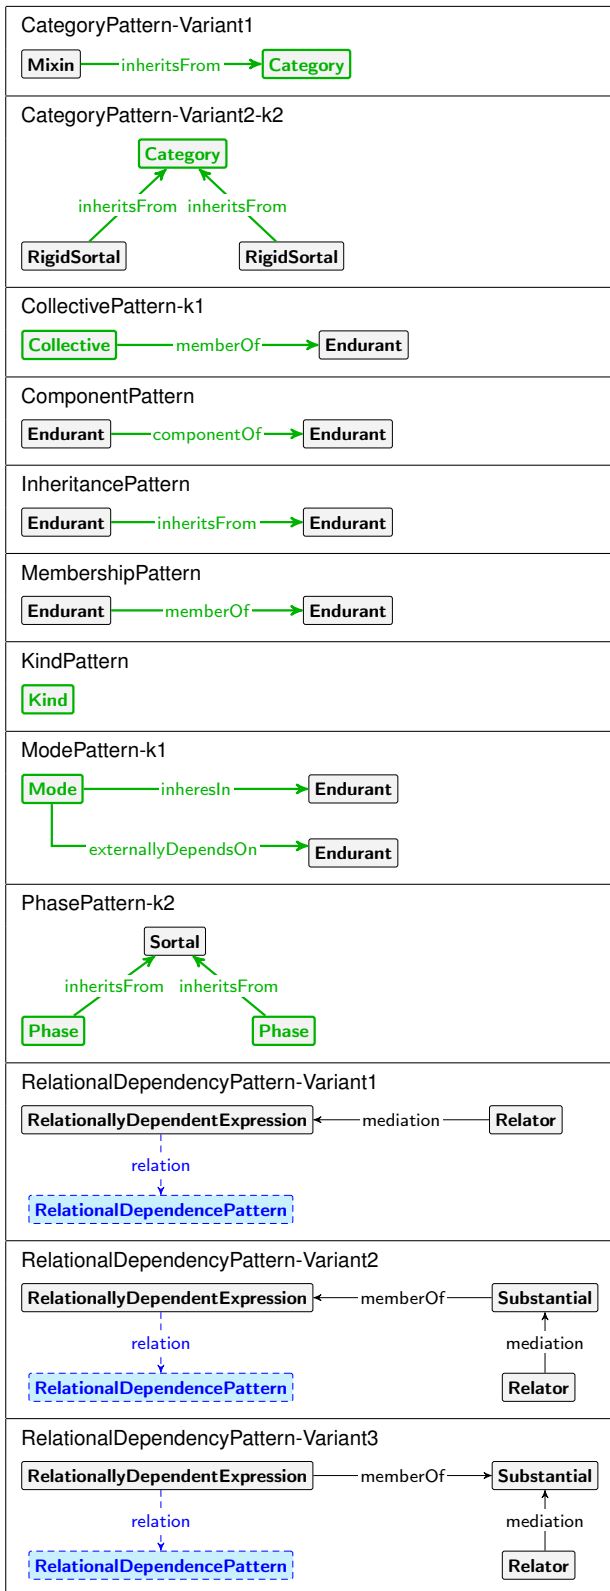 CategoryPattern-Variant1
Mixin inheritsFrom Category
CategoryPattern-Variant2-k2
Category
inheritsFrom inheritsFrom
RigidSortal RigidSortal
CollectivePattern-k1
Collective memberOf Endurant
ComponentPattern
Endurant componentOf Endurant
InheritancePattern
Endurant inheritsFrom Endurant
MembershipPattern
Endurant memberOf Endurant
KindPattern
Kind
ModePattern-k1
Mode inheresIn Endurant
externallyDependsOn Endurant
PhasePattern-k2
Sortal
inheritsFrom inheritsFrom
Phase Phase
RelationalDependencyPattern-Variant1
RelationallyDependentExpression mediation Relator
relation
RelationalDependencePattern
RelationalDependencyPattern-Variant2
RelationallyDependentExpression memberOf Substantial
relation mediation
RelationalDependencePattern Relator
RelationalDependencyPattern-Variant3
RelationallyDependentExpression memberOf Substantial
relation mediation
RelationalDependencePattern Relator